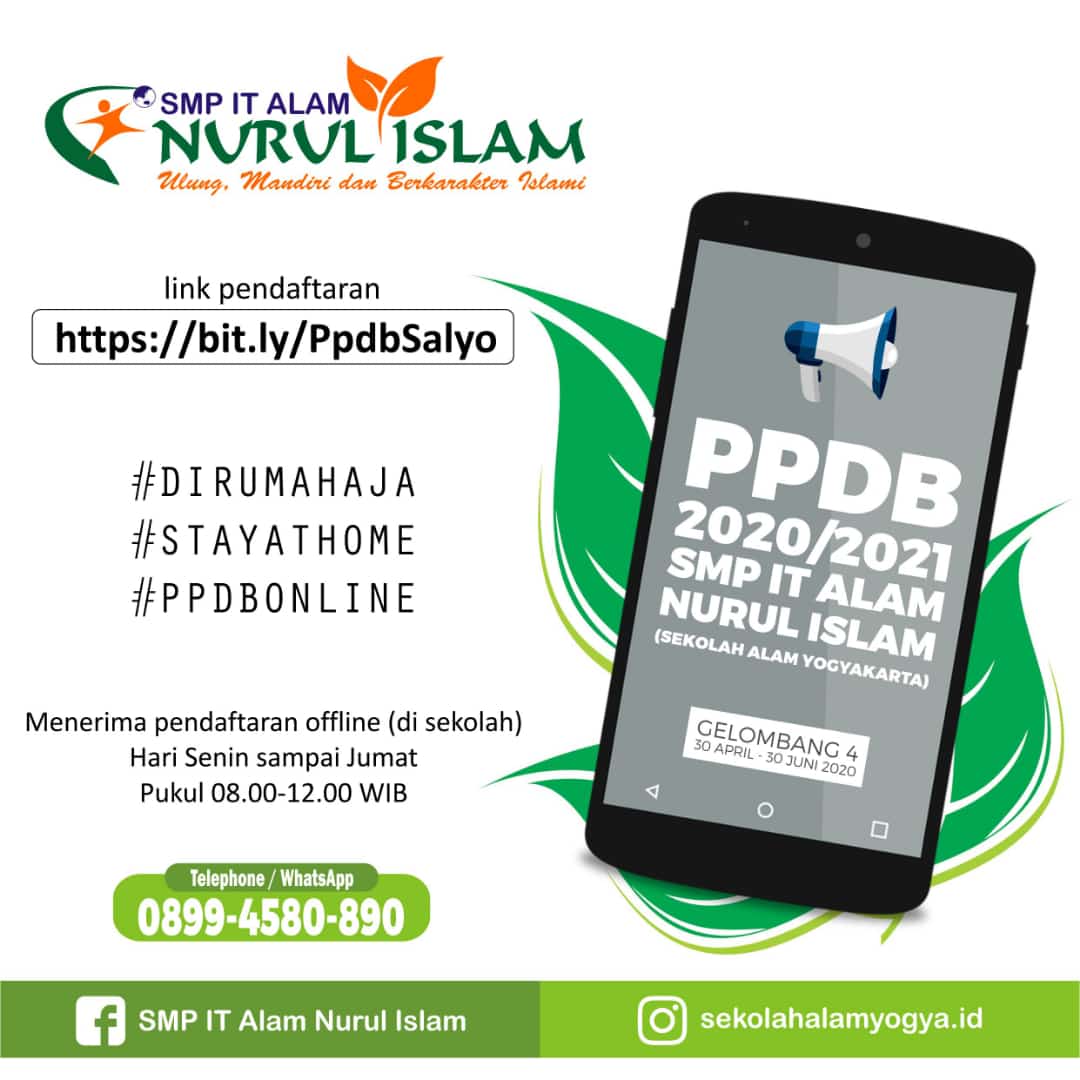 SMP IT ALAM
NURUL ISLAM
Ulung, Mandiri dan Berkarakter Islami
link pendaftaran
https://bit.ly/PpdbSalyo
#DIRUMAHAJA
#STAYATHOME
#PPDBONLINE
Menerima pendaftaran offline (di sekolah)
Hari Senin sampai Jumat
Pukul 08.00-12.00 WIB
Telephone / WhatsApp
0899-4580-890
PPDB
2020/2021
SMP IT ALAM
NURUL ISLAM
(SEKOLAH ALAM YOGYAKARTA)
GELOMBANG 4
30 APRIL - 30 JUNI 2020
SMP IT Alam Nurul Islam
sekolahalamyogya.id